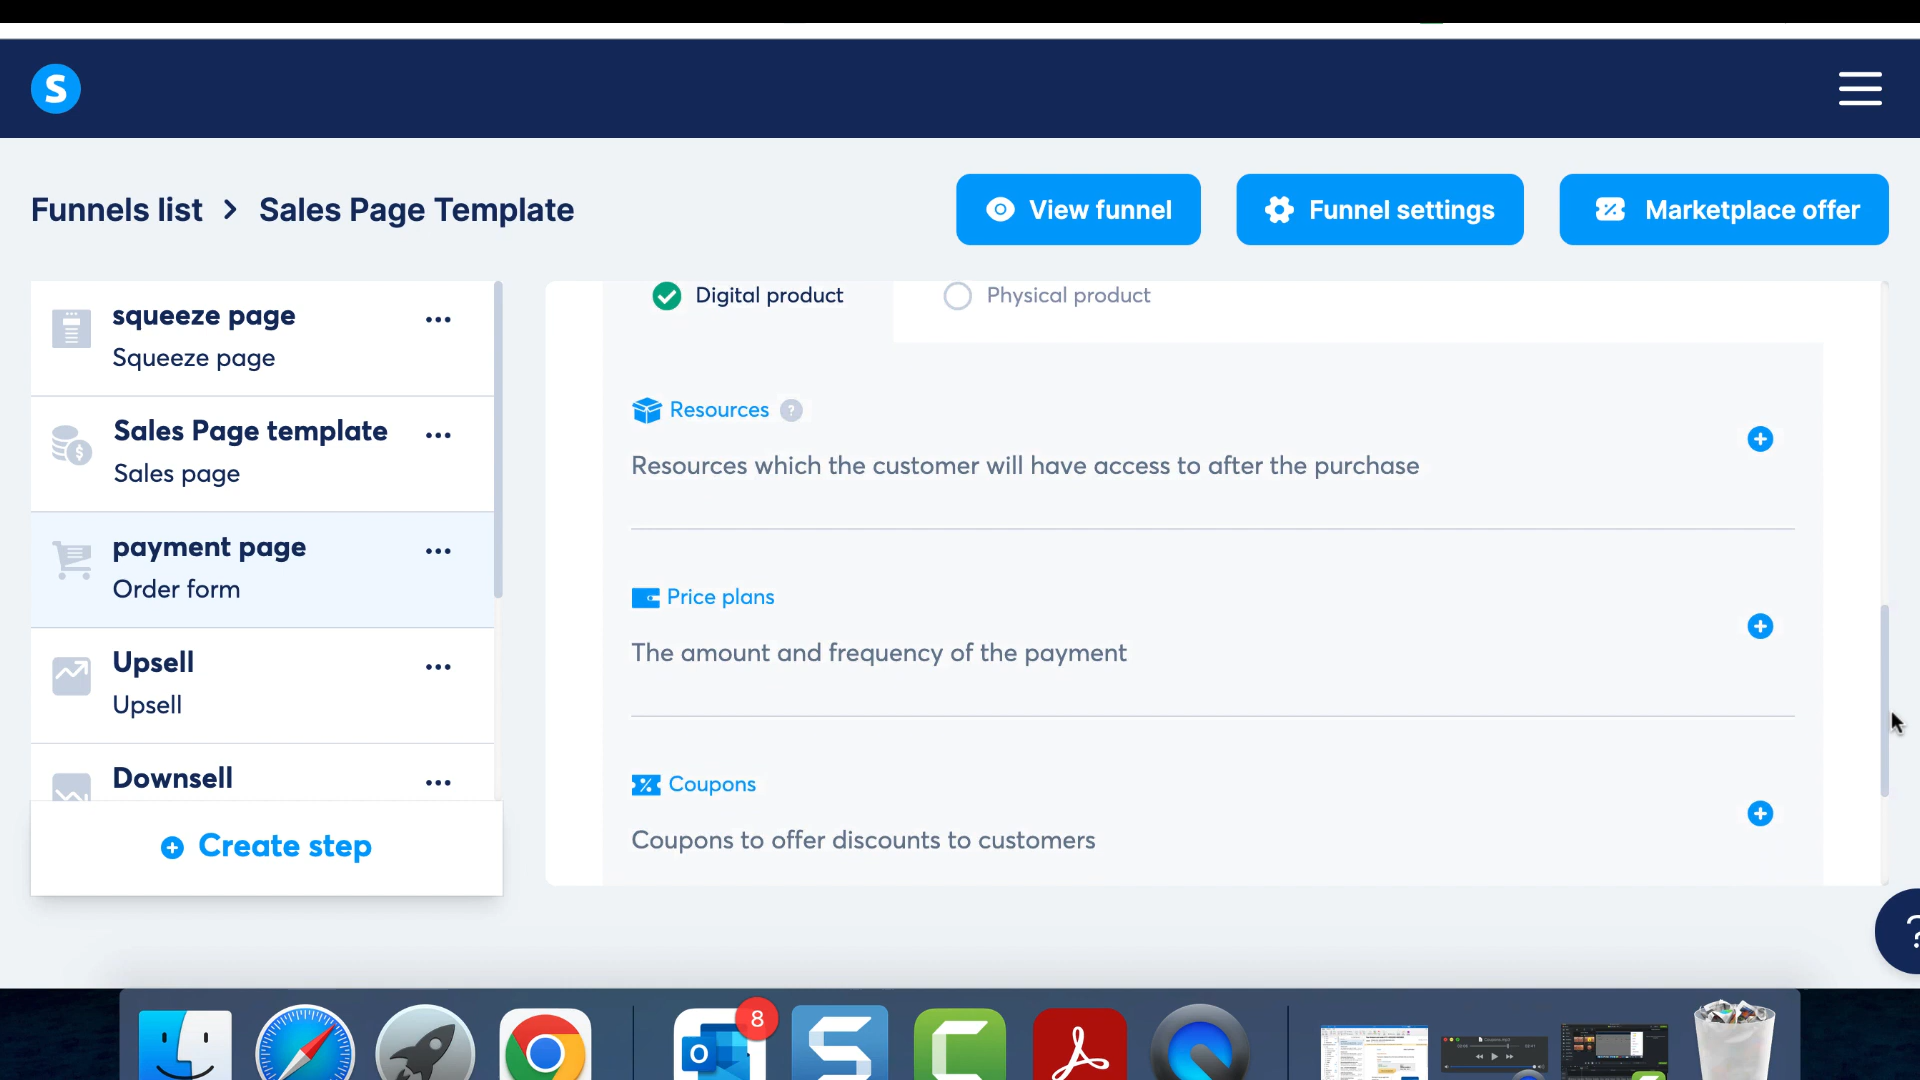 S
Funnels list > Sales Page Template
View funnel
Funnel settings
Marketplace offer
squeeze page
Squeeze page
Sales Page template
Sales page
payment page
Order form
Upsell
Upsell
Downsell
Create step
Digital product
Physical product
Resources ?
Resources which the customer will have access to after the purchase
Price plans
The amount and frequency of the payment
Coupons
Coupons to offer discounts to customers
?
8